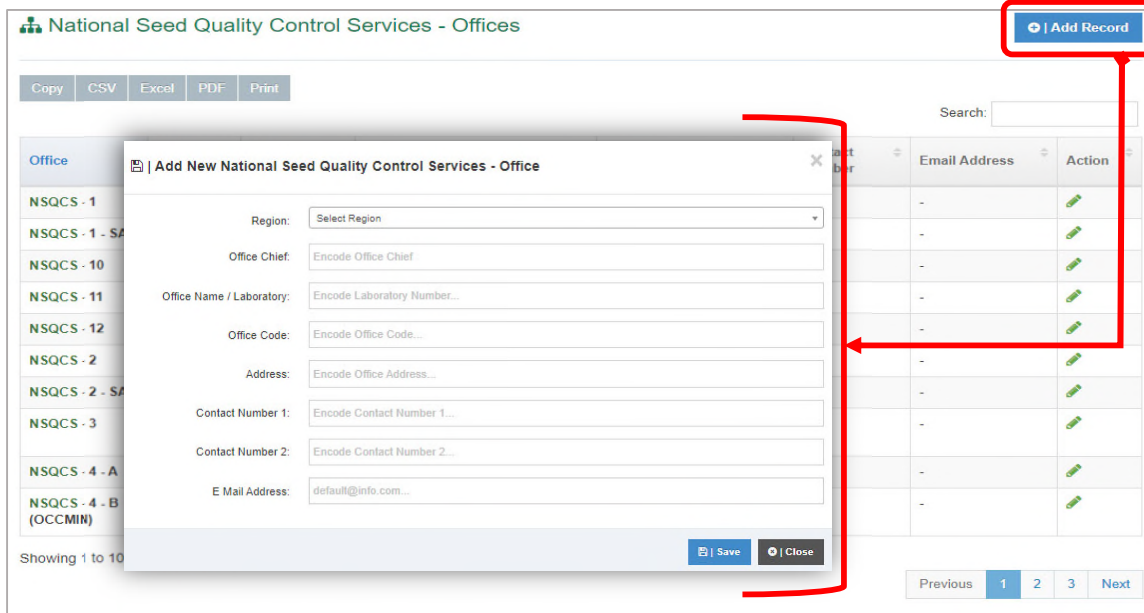 National Seed Quality Control Services - Offices
| Add Record
Copy CSV Excel PDF Print
Search:
Office Email Address Action
| Add New National Seed Quality Control Services - Office
NSQCS - 1 -
NSQCS - 1 - SA -
NSQCS - 10 -
NSQCS - 11 -
NSQCS - 12 -
NSQCS - 2 -
NSQCS - 2 - SA -
NSQCS - 3 -
NSQCS - 4 - A -
NSQCS - 4 - B -
(OCCMIN)
Region: Select Region
Office Chief: Encode Office Chief
Office Name / Laboratory: Encode Laboratory Number...
Office Code: Encode Office Code...
Address: Encode Office Address...
Contact Number 1: Encode Contact Number 1...
Contact Number 2: Encode Contact Number 2...
E Mail Address: default@info.com...
| Save | Close
Showing 1 to 10
Previous 1 2 3 Next